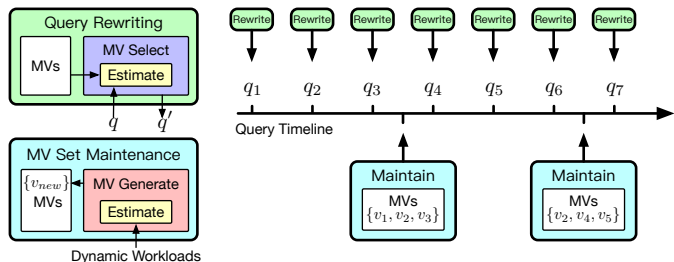 Query Rewriting
MVs
MV Select
Estimate
q
q′
MV Set Maintenance
{v_new}
MVs
MV Generate
Estimate
Dynamic Workloads
Rewrite Rewrite Rewrite Rewrite Rewrite Rewrite Rewrite
q1 q2 q3 q4 q5 q6 q7
Query Timeline
Maintain
MVs
{v1, v2, v3}
Maintain
MVs
{v2, v4, v5}